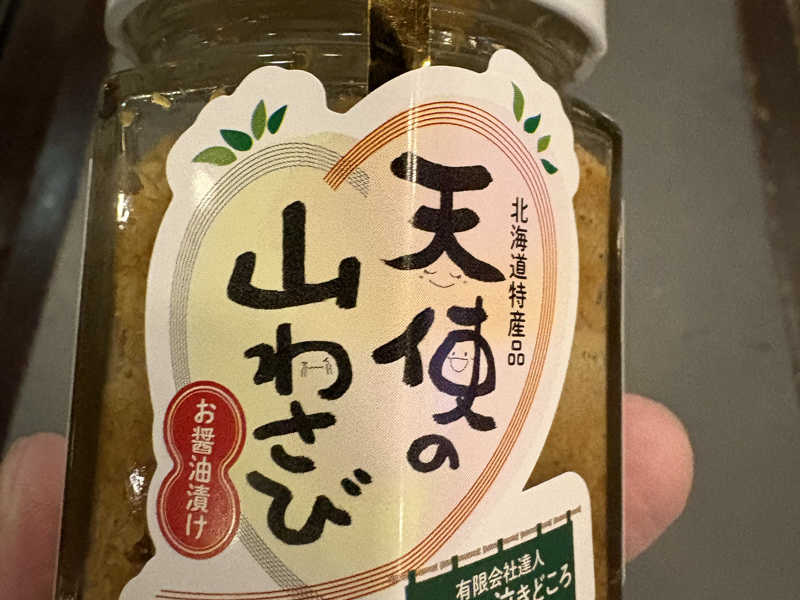 北海道特産品
天使の
山わさび
お醤油漬け
有限会社達人
泣きどころ